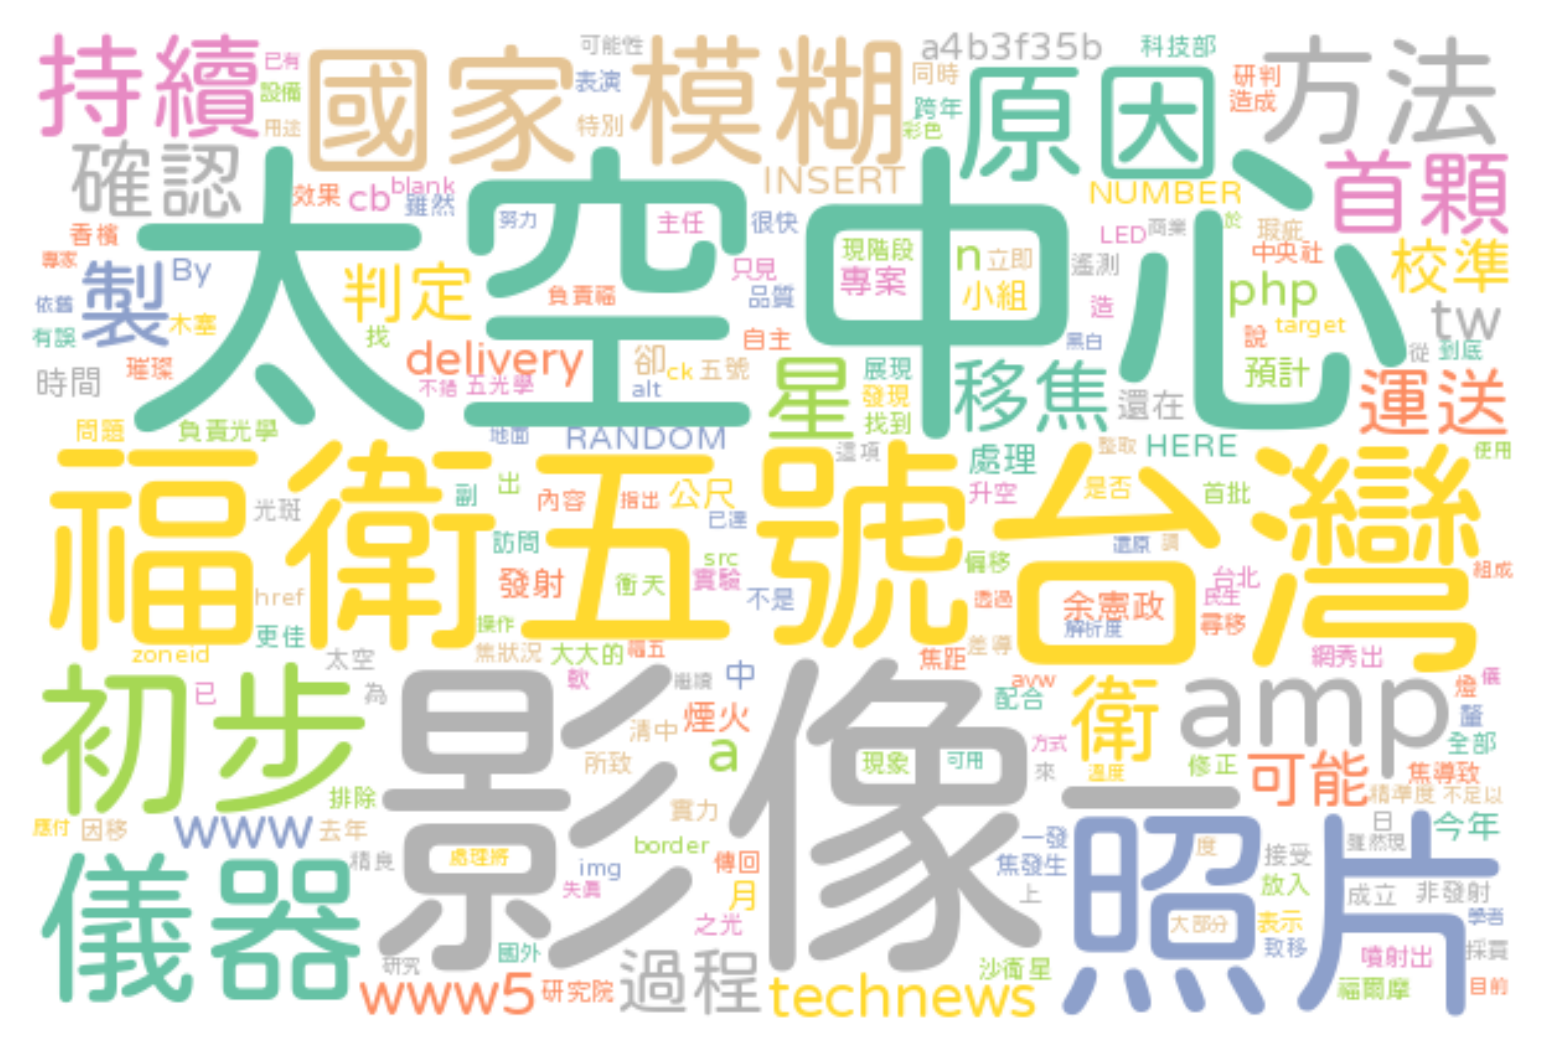 持續 已有 國家 可能性 模糊 a4b3f35b 科技部 方法
設備 表演 同時 原因 研判
用途 特別 跨年 造成
確認 彩色
效果 cb blank 雖然 INSERT NUMBER 首顆
太空中心
香檳 努力 主任 很快 現階段 n 立即 LED 商業 於 瑕疵
專家 製 By 判定 只見 專案 小組 遙測 中央社 校準
依舊 負責福 品質 造 php tw
有誤 木塞 找 自主 黑白 說 target
時間 璀璨 delivery 卻 ck 五號 星 展現 移焦 從 到底
不錯 五光學 alt 發現 還在 預計 運送
問題 負責光學 地面 RANDOM 找到 這項 整取 HERE 使用
福衛五號 台灣
光斑 副 出 內容 指出 公尺 處理 升空 是否 首批
訪問 已達 還原
發射 衝天 src 實驗 不是 偏移 台北 組成
href 操作 透過 余憲政 民生
更佳 解析度 尋移
zoneid 太空 焦狀況 大大的 福五 焦距 差導 網秀出
初步 已 為 軟 繼續 中 配合 衛 amp 燈 儀
影像
煙火 清中 方式 全部
所致 a 現象 可用 來 溫度 修正 可能 焦導致
排除 實力 精準度 不足以
應付 因移 www 去年 border 一發 日 今年
儀器 精良 處理將 img 傳回 焦發生 度 接受 雖然現
失真 月 上 照片 放入 成立 非發射
之光 大部分 表示 學者
研究 國外 致移 噴射出 採買
www5 研究院 過程 technews 沙衛星 福爾摩 目前